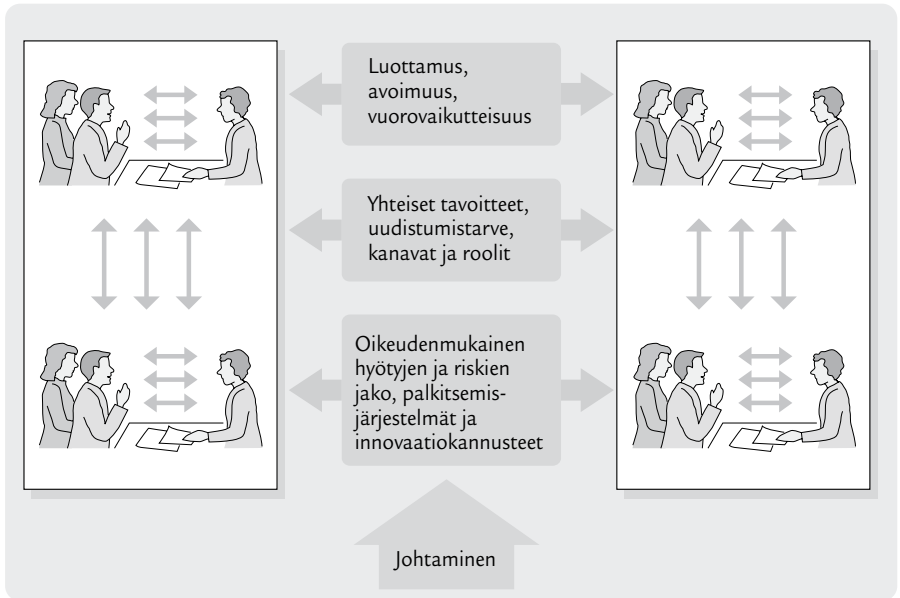 Luottamus,
avoimuus,
vuorovaikutteisuus
Yhteiset tavoitteet,
uudistumistarve,
kanavat ja roolit
Oikeudenmukainen
hyötyjen ja riskien
jako, palkitsemis-
järjestelmät ja
innovaatiokannusteet
Johtaminen